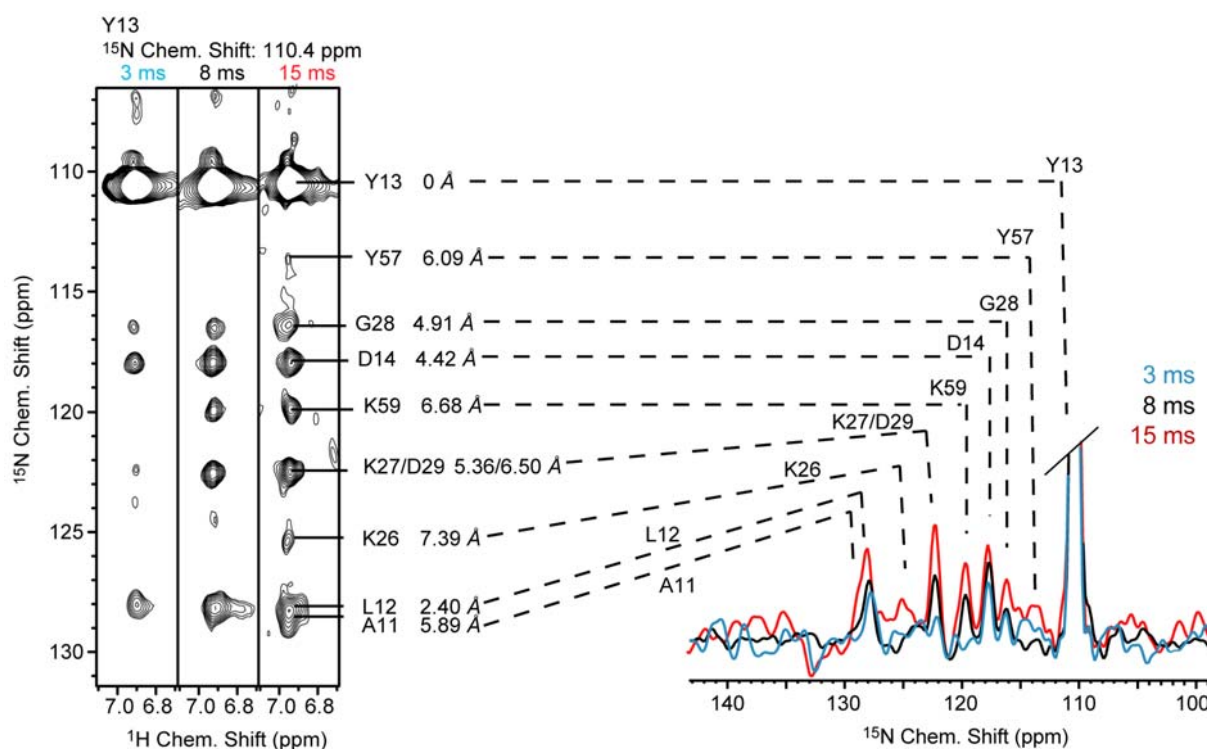 Y13
15N Chem. Shift: 110.4 ppm
3 ms 8 ms 15 ms
110
115
120
125
130
15N Chem. Shift (ppm)
7.0 6.8 7.0 6.8 7.0 6.8
1H Chem. Shift (ppm)
Y13 0 Å
Y57 6.09 Å
G28 4.91 Å
D14 4.42 Å
K59 6.68 Å
K27/D29 5.36/6.50 Å
K26 7.39 Å
L12 2.40 Å
A11 5.89 Å
Y13
Y57
G28
D14
K59
K27/D29
K26
L12
A11
3 ms
8 ms
15 ms
140 130 120 110 100
15N Chem. Shift (ppm)